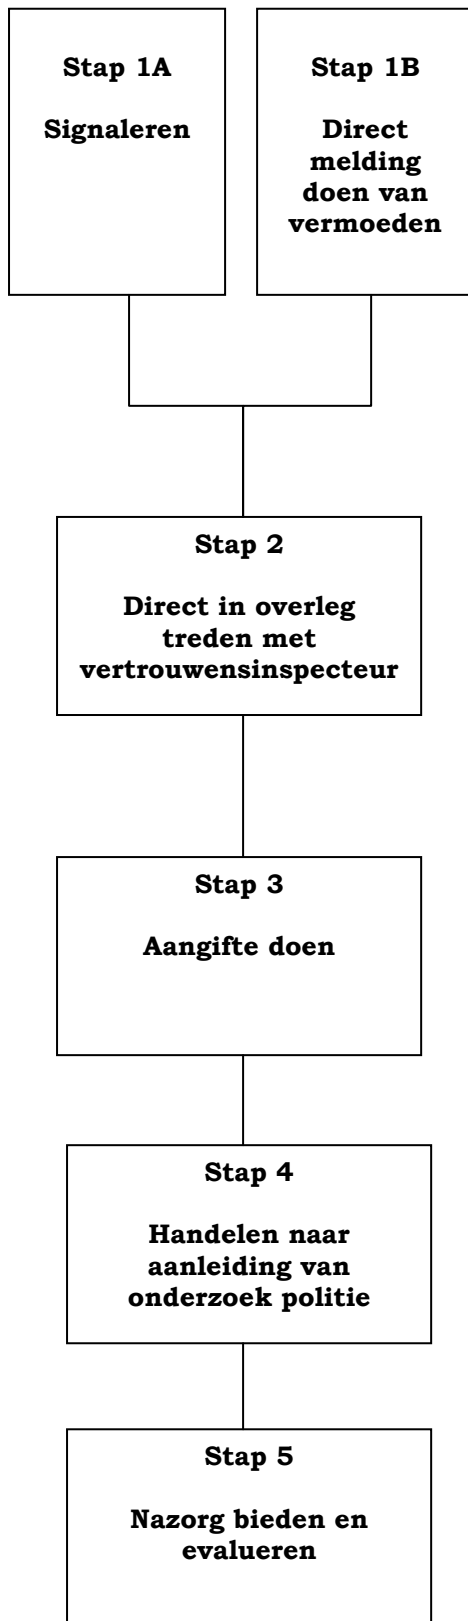 Stap 1A
Signaleren
Stap 1B
Direct
melding
doen van
vermoeden
Stap 2
Direct in overleg
treden met
vertrouwensinspecteur
Stap 3
Aangifte doen
Stap 4
Handelen naar
aanleiding van
onderzoek politie
Stap 5
Nazorg bieden en
evalueren